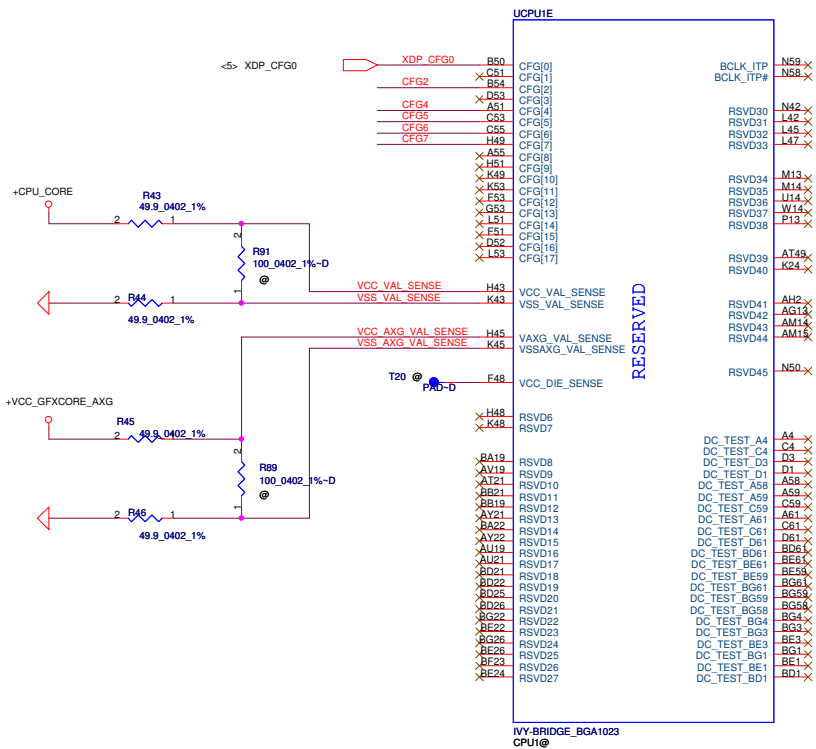 UCPU1E
<5> XDP_CFG0
XDP_CFG0 B50 CFG[0]
C51 CFG[1]
CFG2 B54 CFG[2]
D53 CFG[3]
CFG4 A51 CFG[4]
CFG5 C53 CFG[5]
CFG6 C55 CFG[6]
CFG7 H49 CFG[7]
A55 CFG[8]
H51 CFG[9]
K49 CFG[10]
K53 CFG[11]
F53 CFG[12]
G53 CFG[13]
L51 CFG[14]
F51 CFG[15]
D52 CFG[16]
L53 CFG[17]
BCLK_ITP N59
BCLK_ITP# N58
RSVD30 N42
RSVD31 L42
RSVD32 L45
RSVD33 L47
RSVD34 M13
RSVD35 M14
RSVD36 U14
RSVD37 W14
RSVD38 P13
RSVD39 AT49
RSVD40 K24
RSVD41 AH2
RSVD42 AG13
RSVD43 AM14
RSVD44 AM15
RSVD45 N50
+CPU_CORE
R43
49.9_0402_1%
2 1
2
R91
100_0402_1%~D
@
1
R44
2 1
49.9_0402_1%
VCC_VAL_SENSE H43 VCC_VAL_SENSE
VSS_VAL_SENSE K43 VSS_VAL_SENSE
VCC_AXG_VAL_SENSE H45 VAXG_VAL_SENSE
VSS_AXG_VAL_SENSE K45 VSSAXG_VAL_SENSE
T20 @
PAD~D
F48 VCC_DIE_SENSE
RESERVED
+VCC_GFXCORE_AXG
R45
2 49.9_0402_1% 1
2
R89
100_0402_1%~D
@
1
R46
2 1
49.9_0402_1%
H48 RSVD6
K48 RSVD7
BA19 RSVD8
AV19 RSVD9
AT21 RSVD10
BB21 RSVD11
BB19 RSVD12
AY21 RSVD13
BA22 RSVD14
AY22 RSVD15
AU19 RSVD16
AU21 RSVD17
BD21 RSVD18
BD22 RSVD19
BD25 RSVD20
BD26 RSVD21
BG22 RSVD22
BE22 RSVD23
BG26 RSVD24
BE26 RSVD25
BF23 RSVD26
BE24 RSVD27
DC_TEST_A4 A4
DC_TEST_C4 C4
DC_TEST_D3 D3
DC_TEST_D1 D1
DC_TEST_A58 A58
DC_TEST_A59 A59
DC_TEST_C59 C59
DC_TEST_A61 A61
DC_TEST_C61 C61
DC_TEST_D61 D61
DC_TEST_BD61 BD61
DC_TEST_BE61 BE61
DC_TEST_BE59 BE59
DC_TEST_BG61 BG61
DC_TEST_BG59 BG59
DC_TEST_BG58 BG58
DC_TEST_BG4 BG4
DC_TEST_BG3 BG3
DC_TEST_BE3 BE3
DC_TEST_BG1 BG1
DC_TEST_BE1 BE1
DC_TEST_BD1 BD1
IVY-BRIDGE_BGA1023
CPU1@